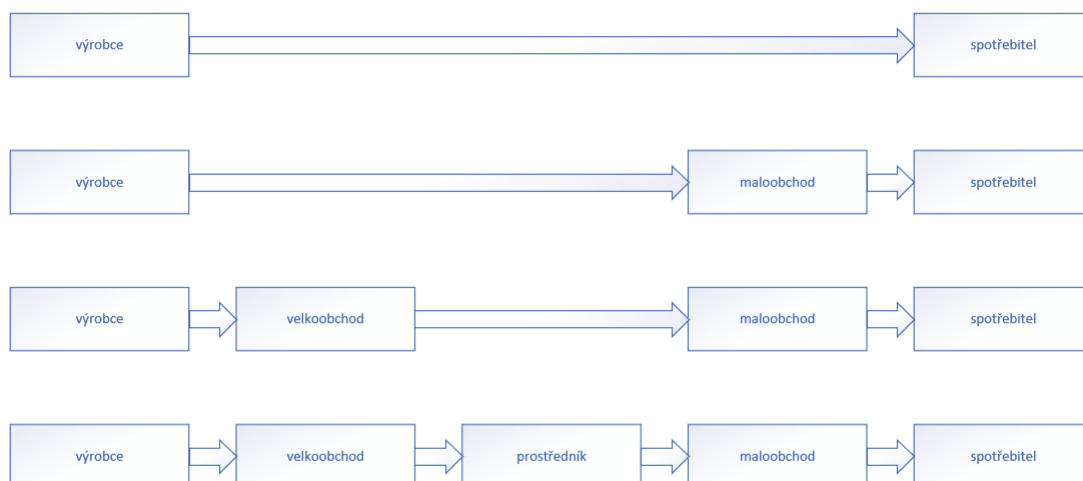 výrobce spotřebitel
výrobce maloobchod spotřebitel
výrobce velkoobchod maloobchod spotřebitel
výrobce velkoobchod prostředník maloobchod spotřebitel